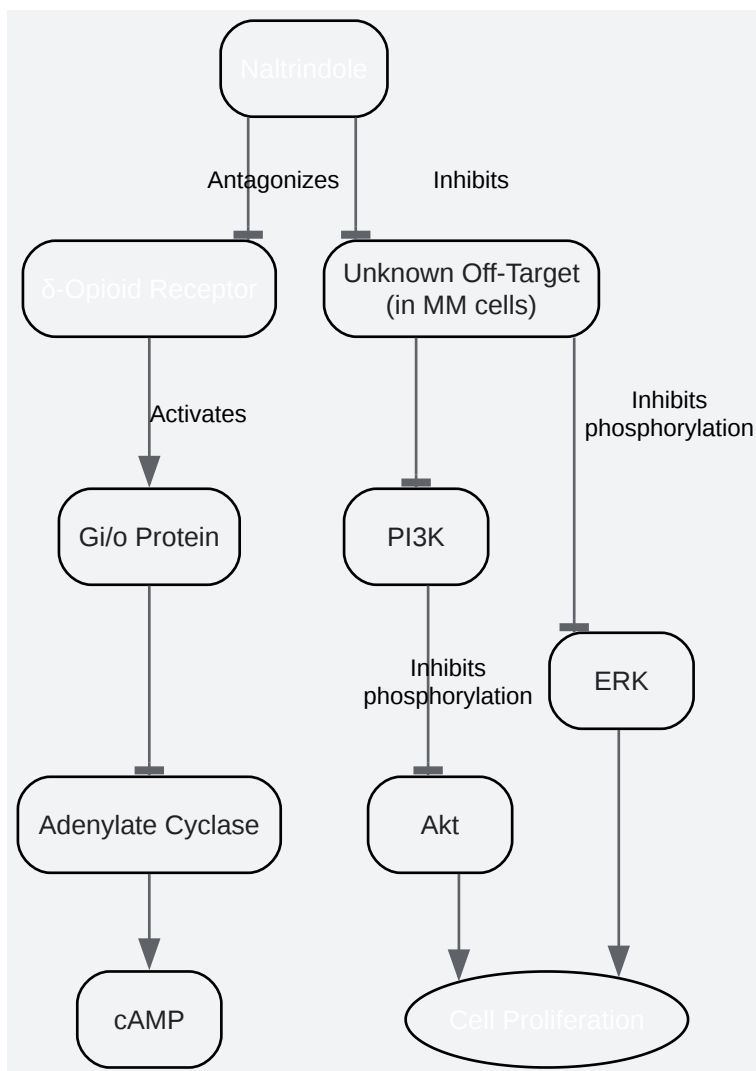 Naltrindole
Antagonizes
Inhibits
δ-Opioid Receptor
Unknown Off-Target
(in MM cells)
Activates
Inhibits
phosphorylation
Gi/o Protein
PI3K
Inhibits
phosphorylation
ERK
Adenylate Cyclase
Akt
cAMP
Cell Proliferation